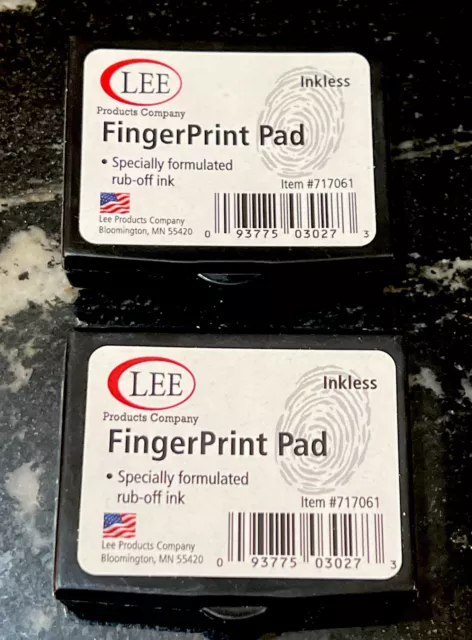 LEE
Products Company
Inkless
FingerPrint Pad
• Specially formulated
rub-off ink
Item #717061
Lee Products Company
Bloomington, MN 55420
0 93775 03027 3
LEE
Products Company
Inkless
FingerPrint Pad
• Specially formulated
rub-off ink
Item #717061
Lee Products Company
Bloomington, MN 55420
0 93775 03027 3